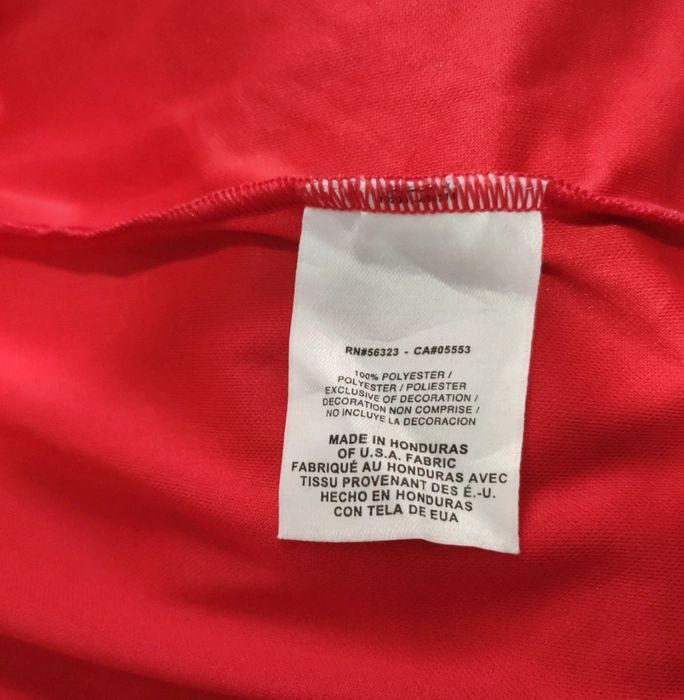 RN#56323 - CA#05553
100% POLYESTER /
POLYESTER / POLIESTER
EXCLUSIVE OF DECORATION /
DECORATION NON COMPRISE /
NO INCLUYE LA DECORACION
MADE IN HONDURAS
OF U.S.A. FABRIC
FABRIQUÉ AU HONDURAS AVEC
TISSU PROVENANT DES É.-U.
HECHO EN HONDURAS
CON TELA DE EUA